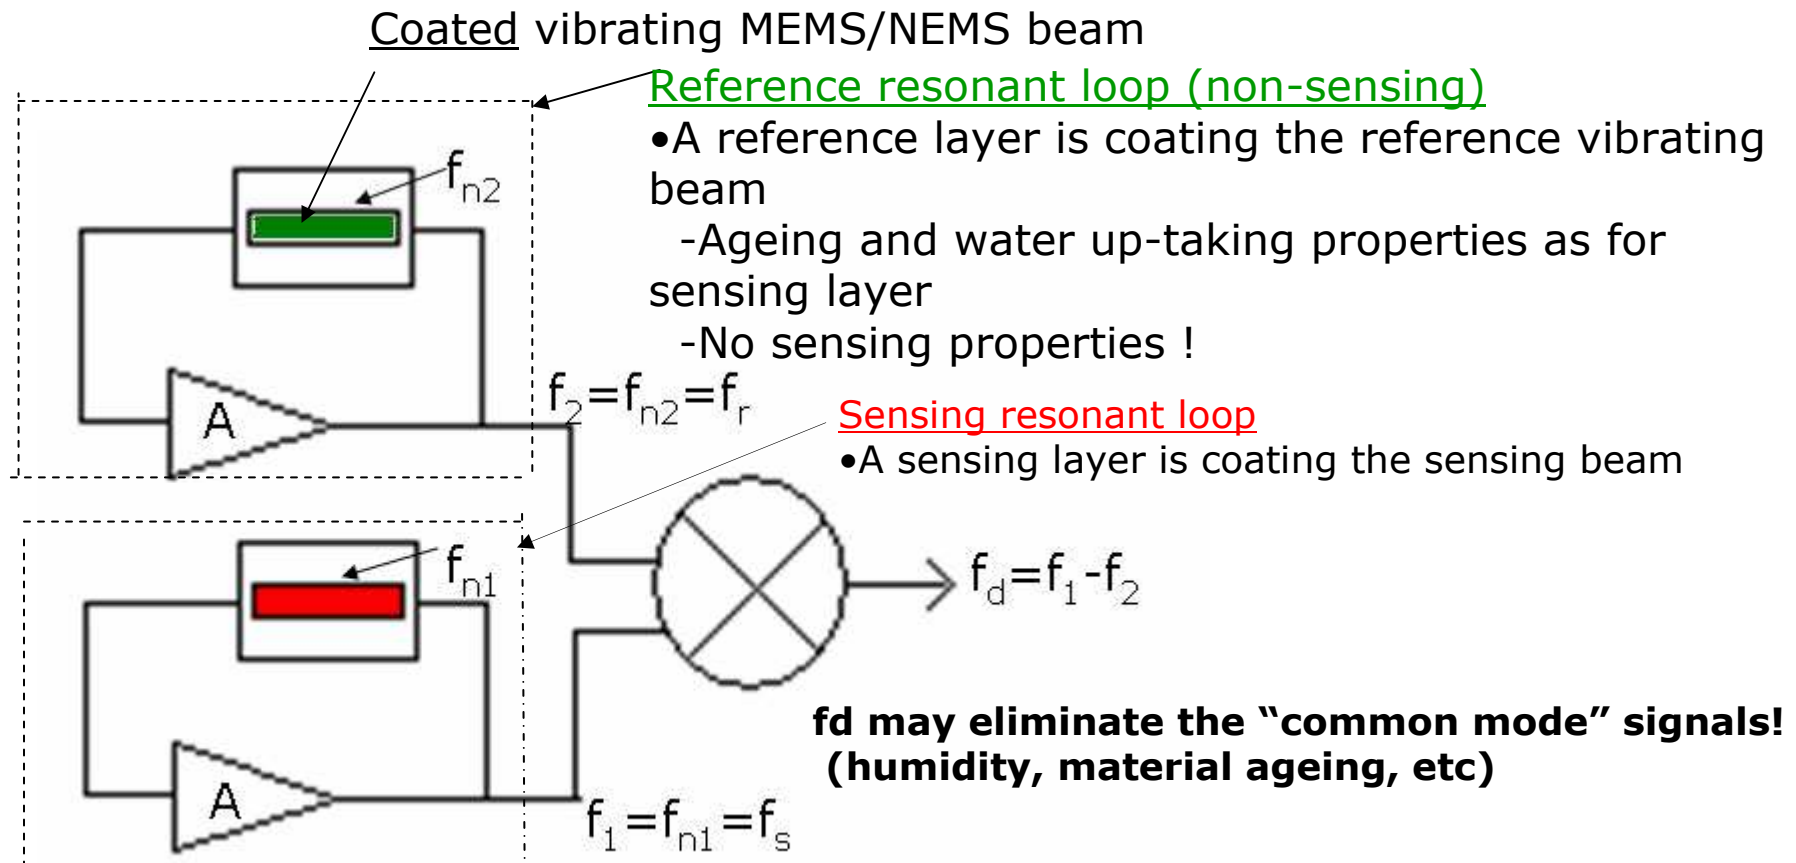 Coated vibrating MEMS/NEMS beam
Reference resonant loop (non-sensing)
•A reference layer is coating the reference vibrating
beam
-Ageing and water up-taking properties as for
sensing layer
-No sensing properties !
fn2
A
f2=fn2=fr
Sensing resonant loop
•A sensing layer is coating the sensing beam
fn1
fd=f1-f2
fd may eliminate the “common mode” signals!
(humidity, material ageing, etc)
A
f1=fn1=fs